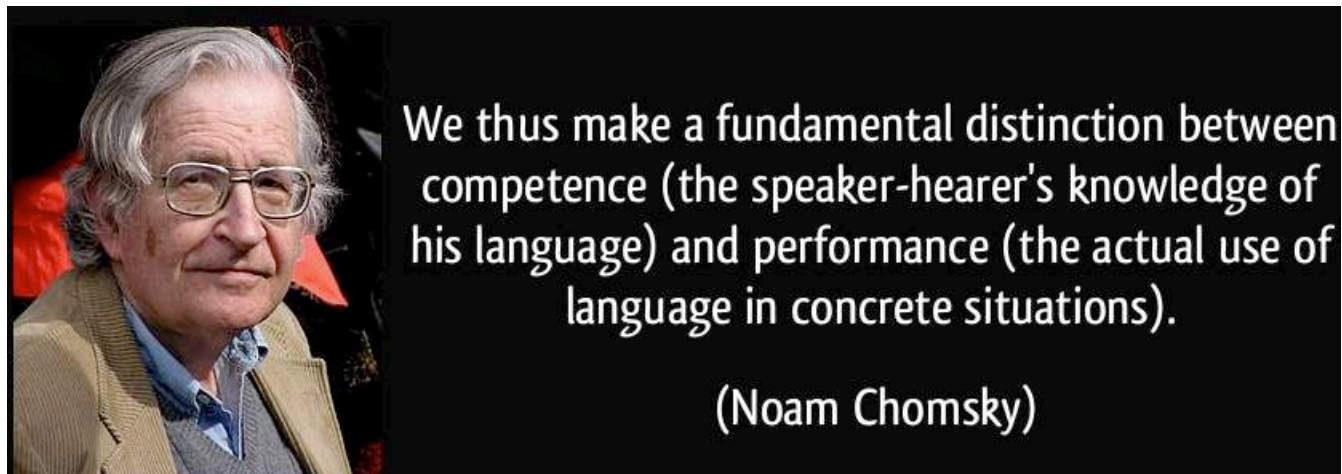 We thus make a fundamental distinction between
competence (the speaker-hearer's knowledge of
his language) and performance (the actual use of
language in concrete situations).
(Noam Chomsky)